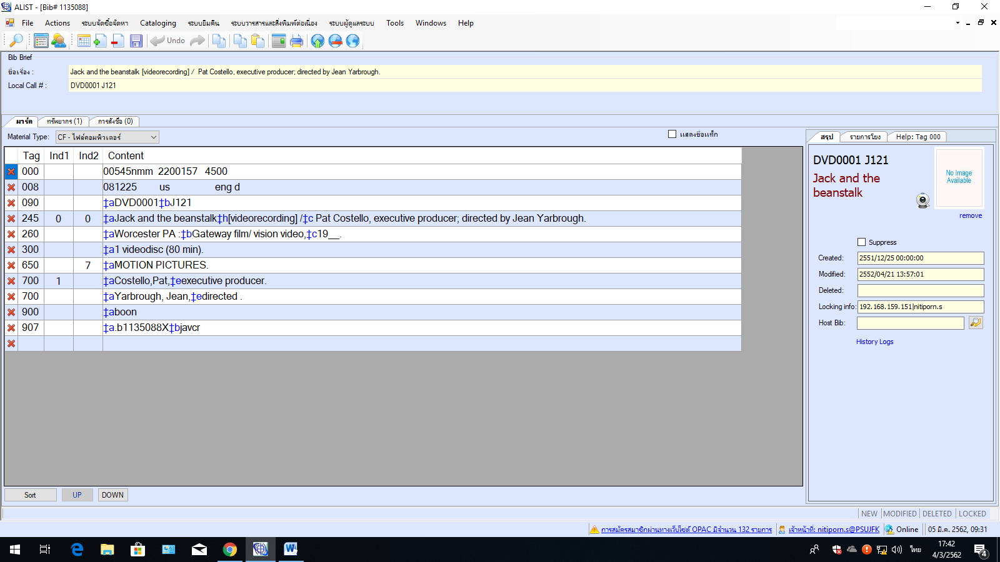 ALIST - [Bib# 1135088]
File Actions ระบบจัดซื้อจัดหา Cataloging ระบบยืมคืน ระบบวารสารและสิ่งพิมพ์ต่อเนื่อง ระบบผู้ดูแลระบบ Tools Windows Help
Undo
Bib Brief
ชื่อเรื่อง : Jack and the beanstalk [videorecording] / Pat Costello, executive producer; directed by Jean Yarbrough.
Local Call # : DVD0001 J121
มาร์ค ทรัพยากร (1) การสั่งซื้อ (0)
Material Type: CF - ไฟล์คอมพิวเตอร์ แสดงชื่อแท็ก
Tag Ind1 Ind2 Content
000 00545nmm 2200157 4500
008 081225 us eng d
090 ‡aDVD0001‡bJ121
245 0 0 ‡aJack and the beanstalk‡h[videorecording] /‡c Pat Costello, executive producer; directed by Jean Yarbrough.
260 ‡aWorcester PA :‡bGateway film/ vision video,‡c19__.
300 ‡a1 videodisc (80 min).
650 7 ‡aMOTION PICTURES.
700 1 ‡aCostello,Pat,‡eexecutive producer.
700 ‡aYarbrough, Jean,‡edirected .
900 ‡aboon
907 ‡a.b1135088X‡bjavcr
Sort UP DOWN
สรุป รายการโยง Help: Tag 000
DVD0001 J121
Jack and the
beanstalk
No Image
Available
remove
Suppress
Created: 2551/12/25 00:00:00
Modified: 2552/04/21 13:57:01
Deleted:
Locking info: 192.168.159.151|nitiporn.s
Host Bib:
History Logs
NEW MODIFIED DELETED LOCKED
การสมัครสมาชิกผ่านทางเว็บไซต์ OPAC มีจำนวน 132 รายการ เจ้าหน้าที่: nitiporn.s@PSUJFK Online 05 มี.ค. 2562, 09:31
ไทย
17:42
4/3/2562
4